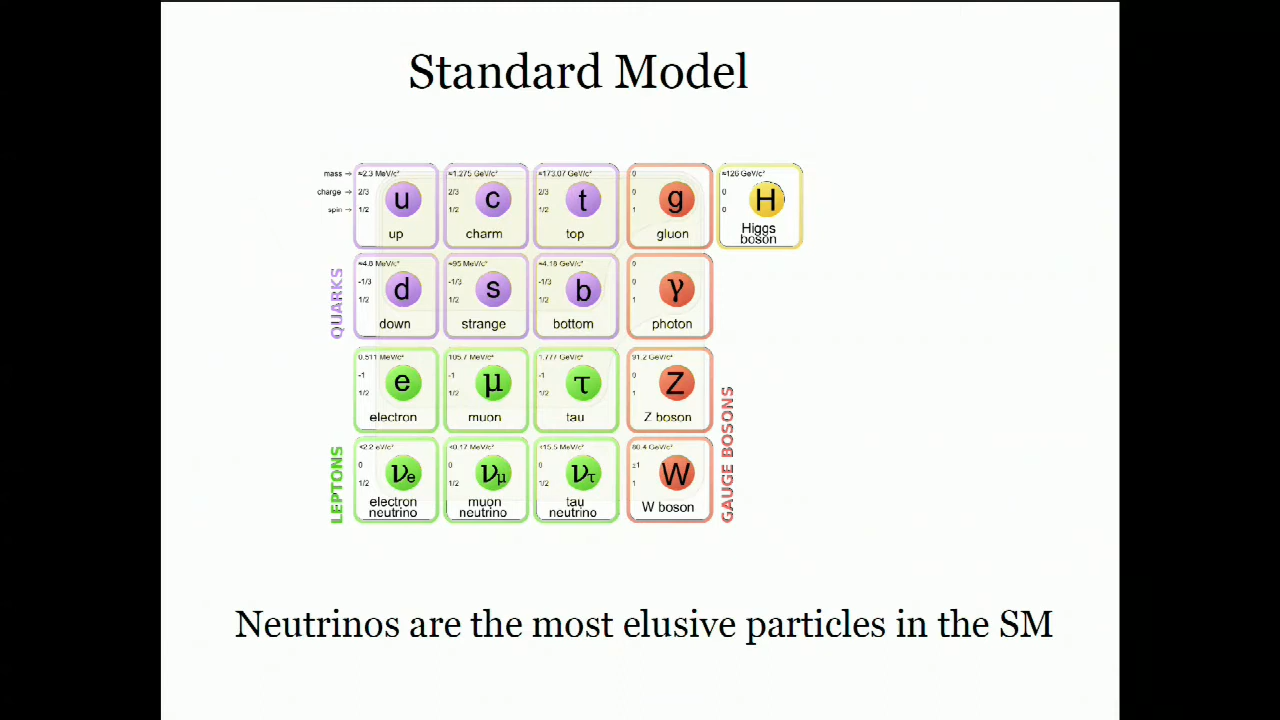 Standard Model
mass → ≈2.3 MeV/c² ≈1.275 GeV/c² ≈173.07 GeV/c² 0 ≈126 GeV/c²
charge → 2/3 2/3 2/3 0 0
spin → 1/2 1/2 1/2 1 0
u c t g H
up charm top gluon Higgs
boson
QUARKS
≈4.8 MeV/c² ≈95 MeV/c² ≈4.18 GeV/c² 0
-1/3 -1/3 -1/3 0
1/2 1/2 1/2 1
d s b γ
down strange bottom photon
0.511 MeV/c² 105.7 MeV/c² 1.777 GeV/c² 91.2 GeV/c²
-1 -1 -1 0
1/2 1/2 1/2 1
e μ τ Z
electron muon tau Z boson
GAUGE BOSONS
LEPTONS
<2.2 eV/c² <0.17 MeV/c² <15.5 MeV/c² 80.4 GeV/c²
0 0 0 ±1
1/2 1/2 1/2 1
νe νμ ντ W
electron muon tau W boson
neutrino neutrino neutrino
Neutrinos are the most elusive particles in the SM